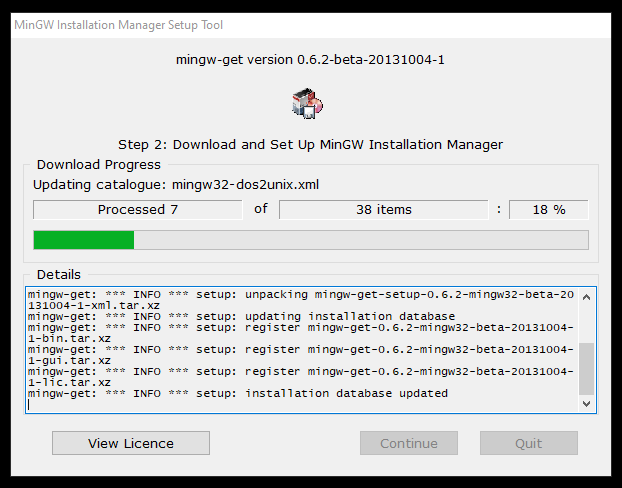 MinGW Installation Manager Setup Tool
mingw-get version 0.6.2-beta-20131004-1
Step 2: Download and Set Up MinGW Installation Manager
Download Progress
Updating catalogue: mingw32-dos2unix.xml
Processed 7 of 38 items : 18 %
Details
mingw-get: *** INFO *** setup: unpacking mingw-get-setup-0.6.2-mingw32-beta-20
131004-1-xml.tar.xz
mingw-get: *** INFO *** setup: updating installation database
mingw-get: *** INFO *** setup: register mingw-get-0.6.2-mingw32-beta-20131004-
1-bin.tar.xz
mingw-get: *** INFO *** setup: register mingw-get-0.6.2-mingw32-beta-20131004-
1-gui.tar.xz
mingw-get: *** INFO *** setup: register mingw-get-0.6.2-mingw32-beta-20131004-
1-lic.tar.xz
mingw-get: *** INFO *** setup: installation database updated
View Licence Continue Quit